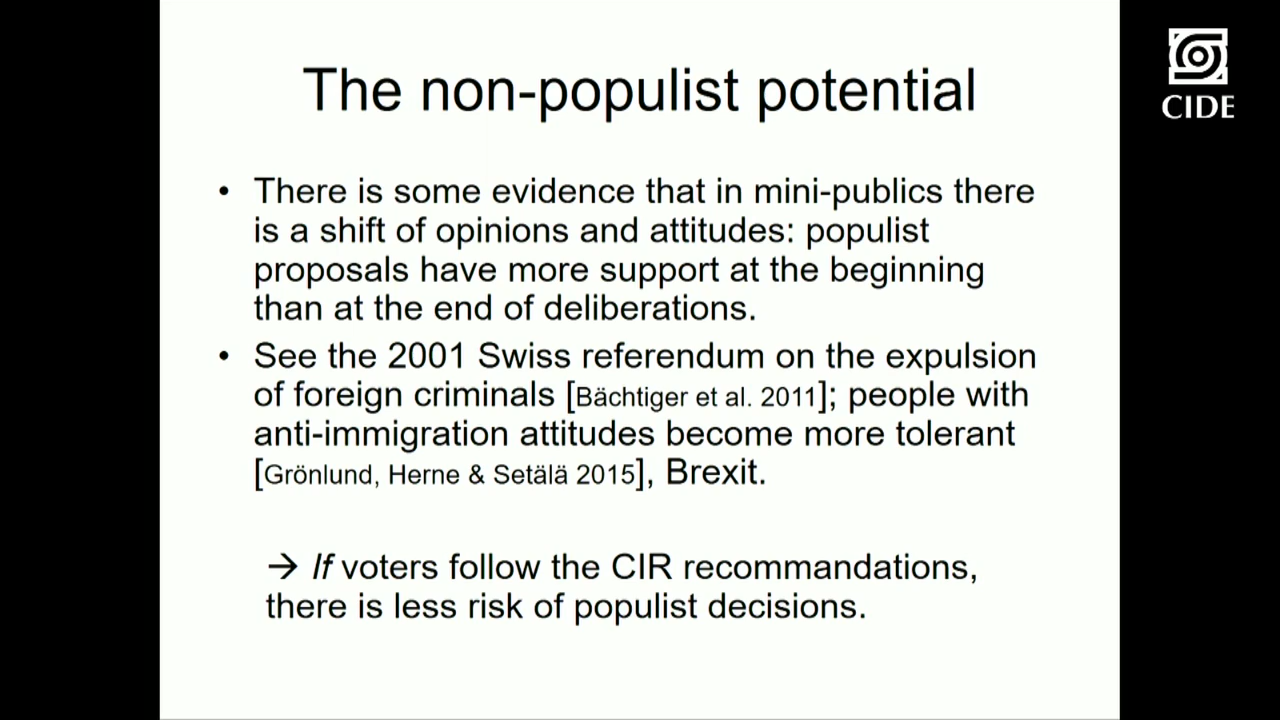 The non-populist potential
CIDE
• There is some evidence that in mini-publics there
is a shift of opinions and attitudes: populist
proposals have more support at the beginning
than at the end of deliberations.
• See the 2001 Swiss referendum on the expulsion
of foreign criminals [Bächtiger et al. 2011]; people with
anti-immigration attitudes become more tolerant
[Grönlund, Herne & Setälä 2015], Brexit.
→ If voters follow the CIR recommandations,
there is less risk of populist decisions.